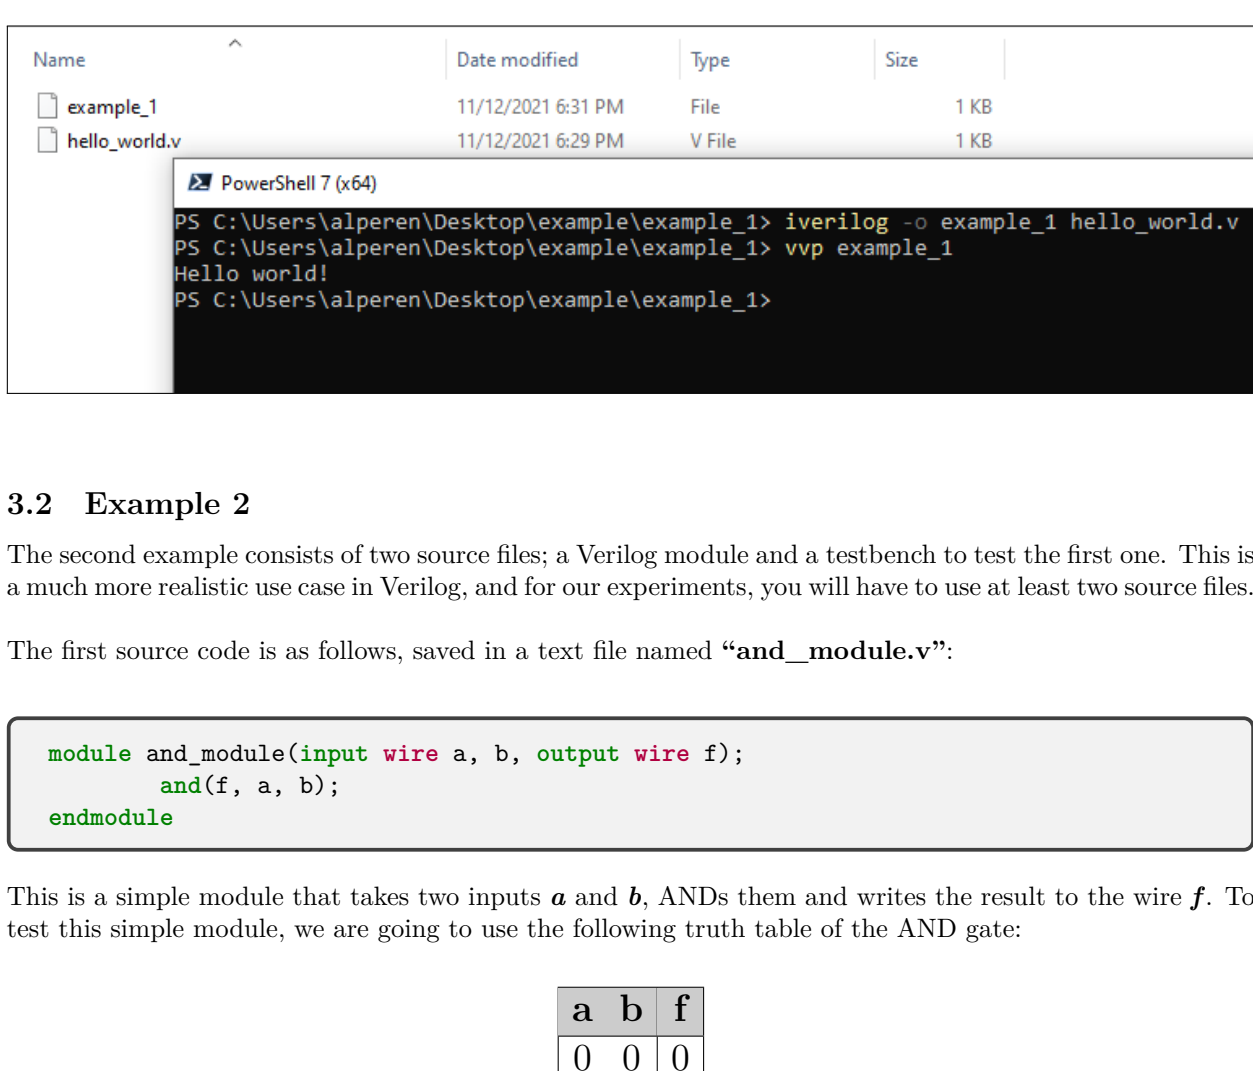 Name Date modified Type Size
example_1 11/12/2021 6:31 PM File 1 KB
hello_world.v 11/12/2021 6:29 PM V File 1 KB
PowerShell 7 (x64)
PS C:\Users\alperen\Desktop\example\example_1> iverilog -o example_1 hello_world.v
PS C:\Users\alperen\Desktop\example\example_1> vvp example_1
Hello world!
PS C:\Users\alperen\Desktop\example\example_1>
3.2 Example 2
The second example consists of two source files; a Verilog module and a testbench to test the first one. This is
a much more realistic use case in Verilog, and for our experiments, you will have to use at least two source files.
The first source code is as follows, saved in a text file named “and_module.v”:
module and_module(input wire a, b, output wire f);
and(f, a, b);
endmodule
This is a simple module that takes two inputs a and b, ANDs them and writes the result to the wire f. To
test this simple module, we are going to use the following truth table of the AND gate:
a b f
0 0 0